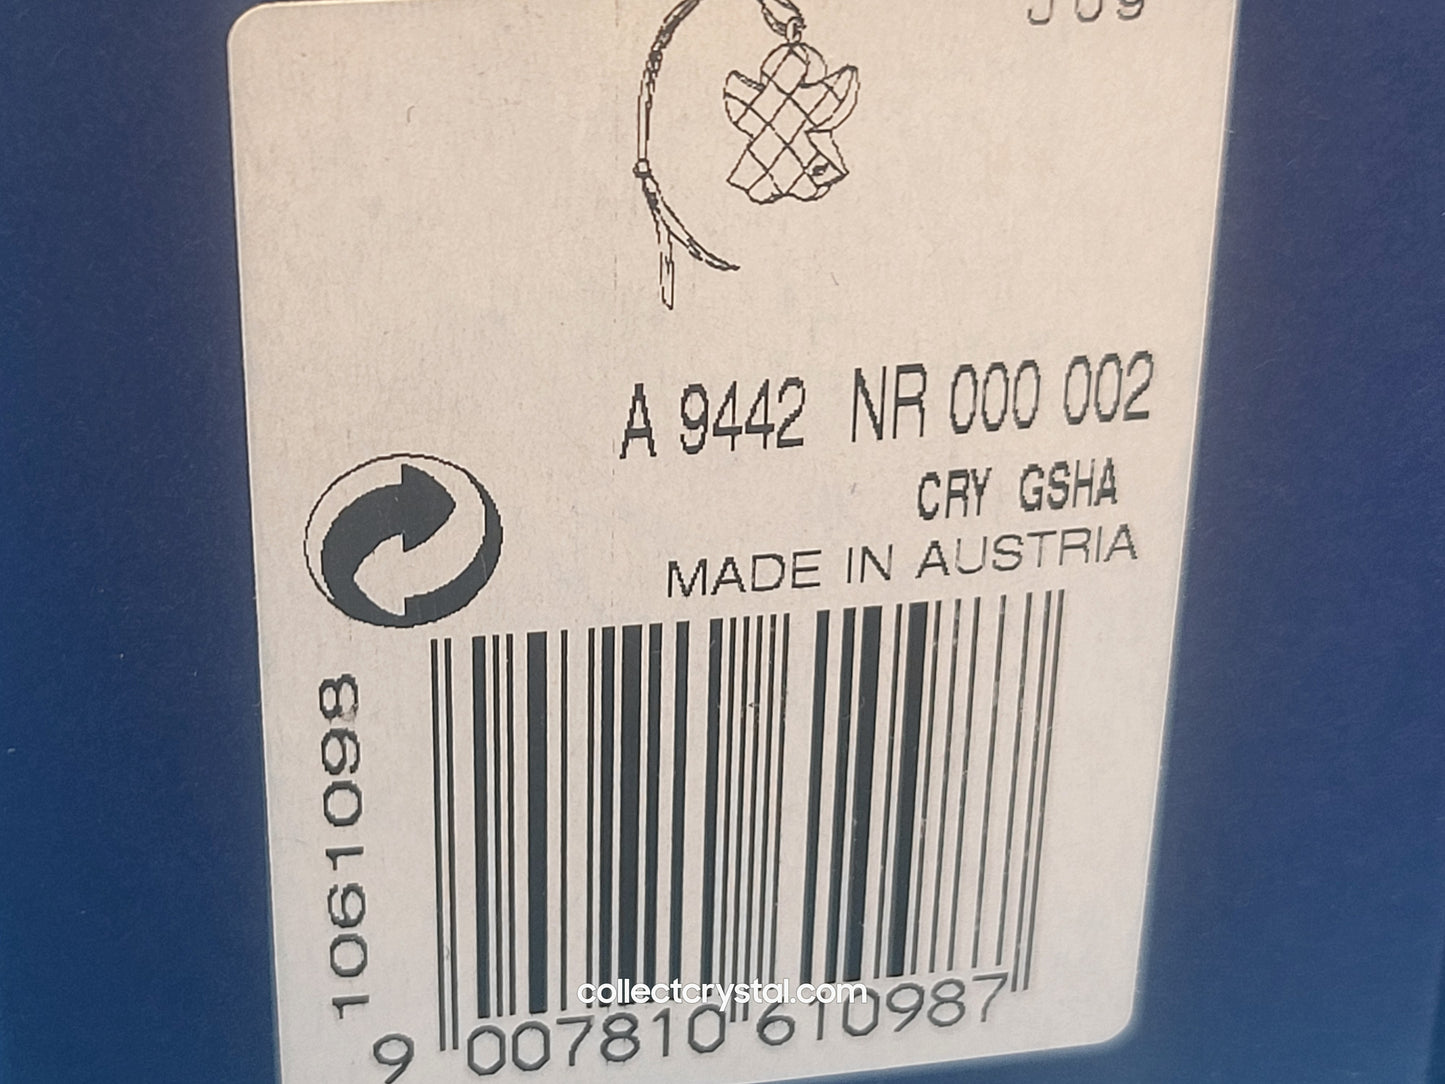 A 9442 NR 000 002
CRY GSHA
MADE IN AUSTRIA
1061098
9 007810 610987
collectcrystal.com